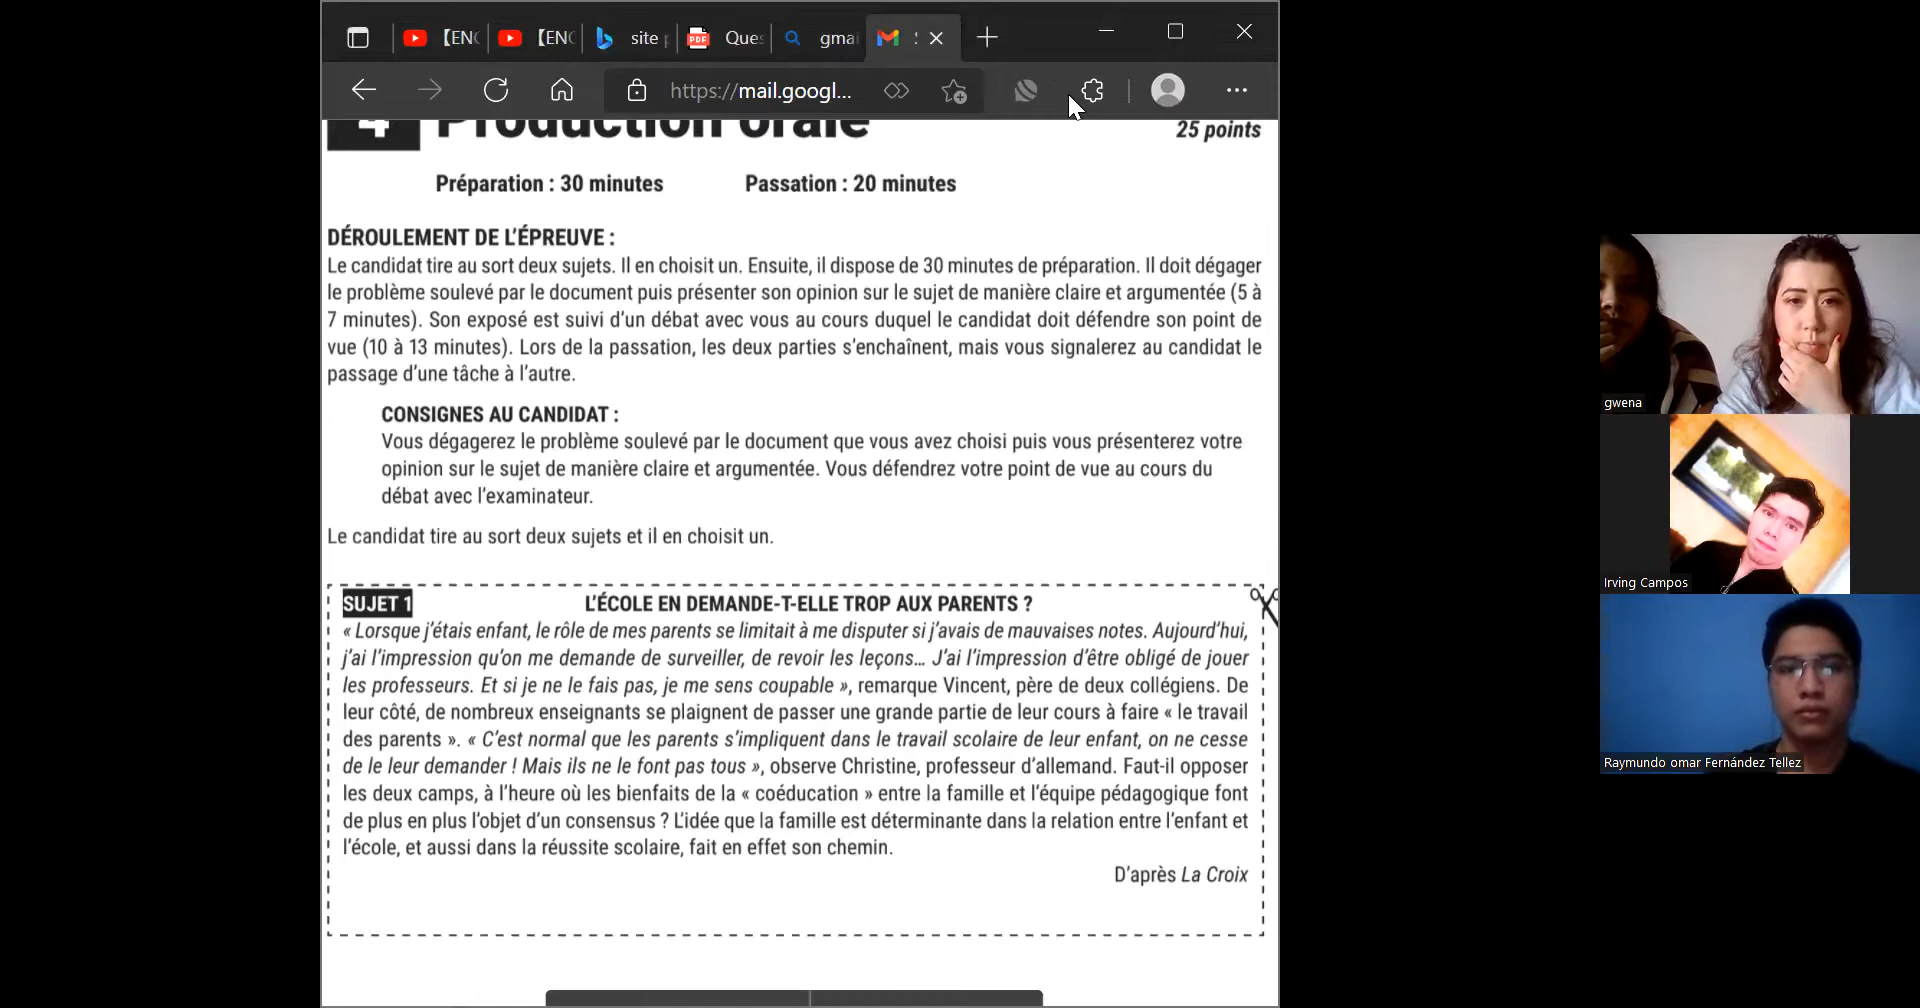 【ENC
【ENC
site p
PDF
Ques
gmai
https://mail.googl...
4 Production orale
25 points
Préparation : 30 minutes Passation : 20 minutes
DÉROULEMENT DE L'ÉPREUVE :
Le candidat tire au sort deux sujets. Il en choisit un. Ensuite, il dispose de 30 minutes de préparation. Il doit dégager
le problème soulevé par le document puis présenter son opinion sur le sujet de manière claire et argumentée (5 à
7 minutes). Son exposé est suivi d'un débat avec vous au cours duquel le candidat doit défendre son point de
vue (10 à 13 minutes). Lors de la passation, les deux parties s'enchaînent, mais vous signalerez au candidat le
passage d'une tâche à l'autre.
CONSIGNES AU CANDIDAT :
Vous dégagerez le problème soulevé par le document que vous avez choisi puis vous présenterez votre
opinion sur le sujet de manière claire et argumentée. Vous défendrez votre point de vue au cours du
débat avec l'examinateur.
Le candidat tire au sort deux sujets et il en choisit un.
SUJET 1 L'ÉCOLE EN DEMANDE-T-ELLE TROP AUX PARENTS ?
« Lorsque j'étais enfant, le rôle de mes parents se limitait à me disputer si j'avais de mauvaises notes. Aujourd'hui,
j'ai l'impression qu'on me demande de surveiller, de revoir les leçons… J'ai l'impression d'être obligé de jouer
les professeurs. Et si je ne le fais pas, je me sens coupable », remarque Vincent, père de deux collégiens. De
leur côté, de nombreux enseignants se plaignent de passer une grande partie de leur cours à faire « le travail
des parents ». « C'est normal que les parents s'impliquent dans le travail scolaire de leur enfant, on ne cesse
de le leur demander ! Mais ils ne le font pas tous », observe Christine, professeur d'allemand. Faut-il opposer
les deux camps, à l'heure où les bienfaits de la « coéducation » entre la famille et l'équipe pédagogique font
de plus en plus l'objet d'un consensus ? L'idée que la famille est déterminante dans la relation entre l'enfant et
l'école, et aussi dans la réussite scolaire, fait en effet son chemin.
D'après La Croix
gwena
Irving Campos
Raymundo omar Fernández Tellez